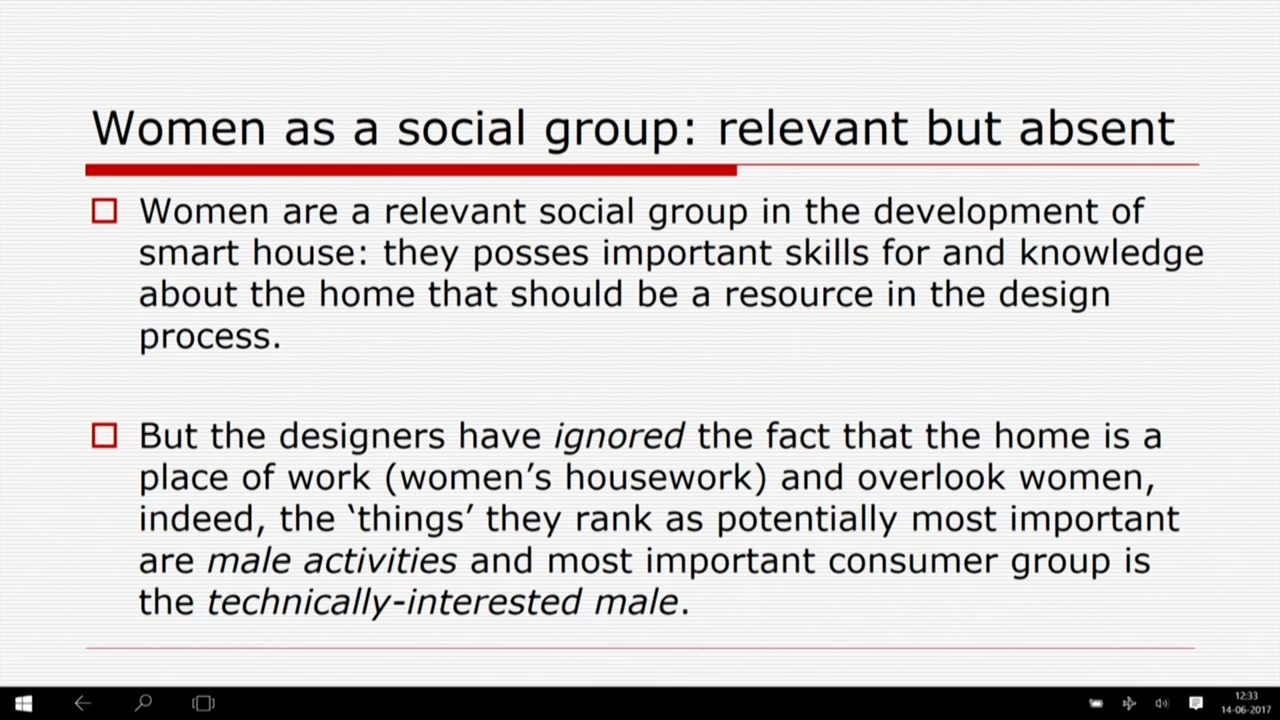 Women as a social group: relevant but absent
Women are a relevant social group in the development of
smart house: they posses important skills for and knowledge
about the home that should be a resource in the design
process.
But the designers have ignored the fact that the home is a
place of work (women’s housework) and overlook women,
indeed, the ‘things’ they rank as potentially most important
are male activities and most important consumer group is
the technically-interested male.
12:33
14-06-2017